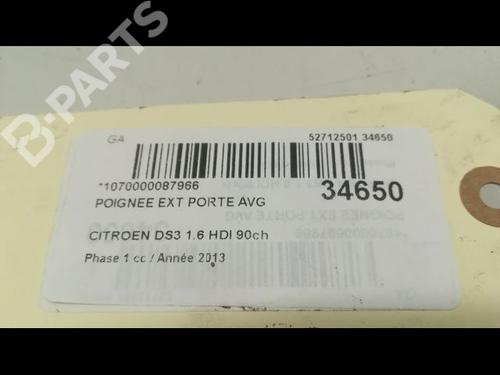 B-PARTS
G4
52712501 34650
*1070000087966
34650
POIGNEE EXT PORTE AVG
CITROEN DS3 1.6 HDI 90ch
Phase 1 cc / Année 2013